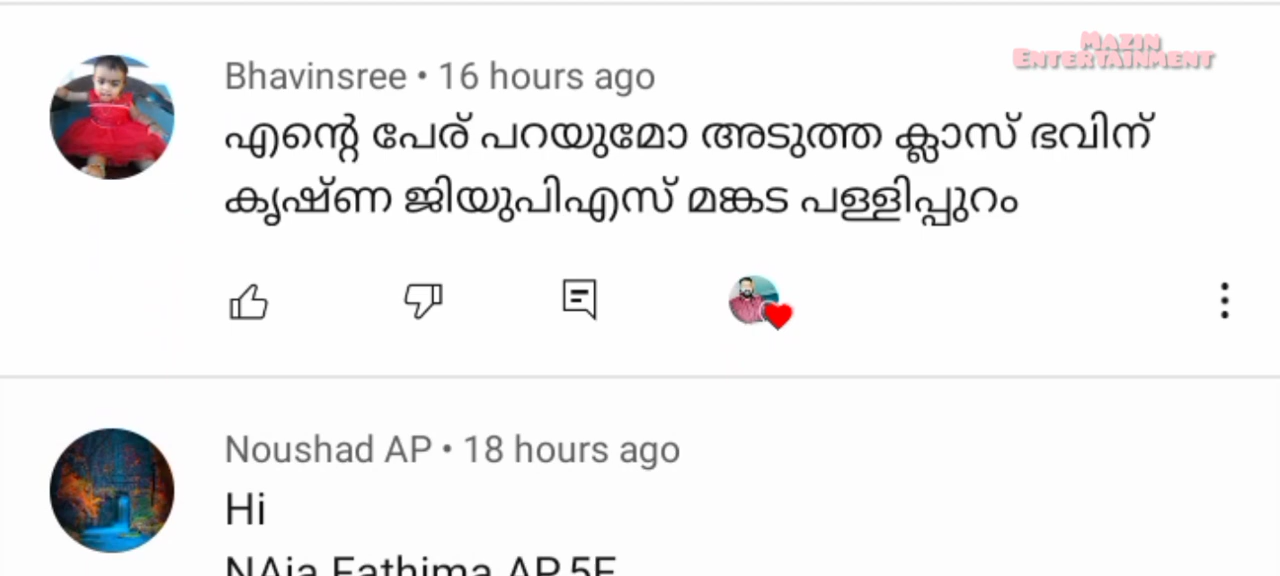 Mazin
Entertainment
Bhavinsree • 16 hours ago
എന്റെ പേര് പറയുമോ അടുത്ത ക്ലാസ് ഭവിന്
കൃഷ്ണ ജിയുപിഎസ് മങ്കട പള്ളിപ്പുറം
Noushad AP • 18 hours ago
Hi
NAja Fathima AP 5E